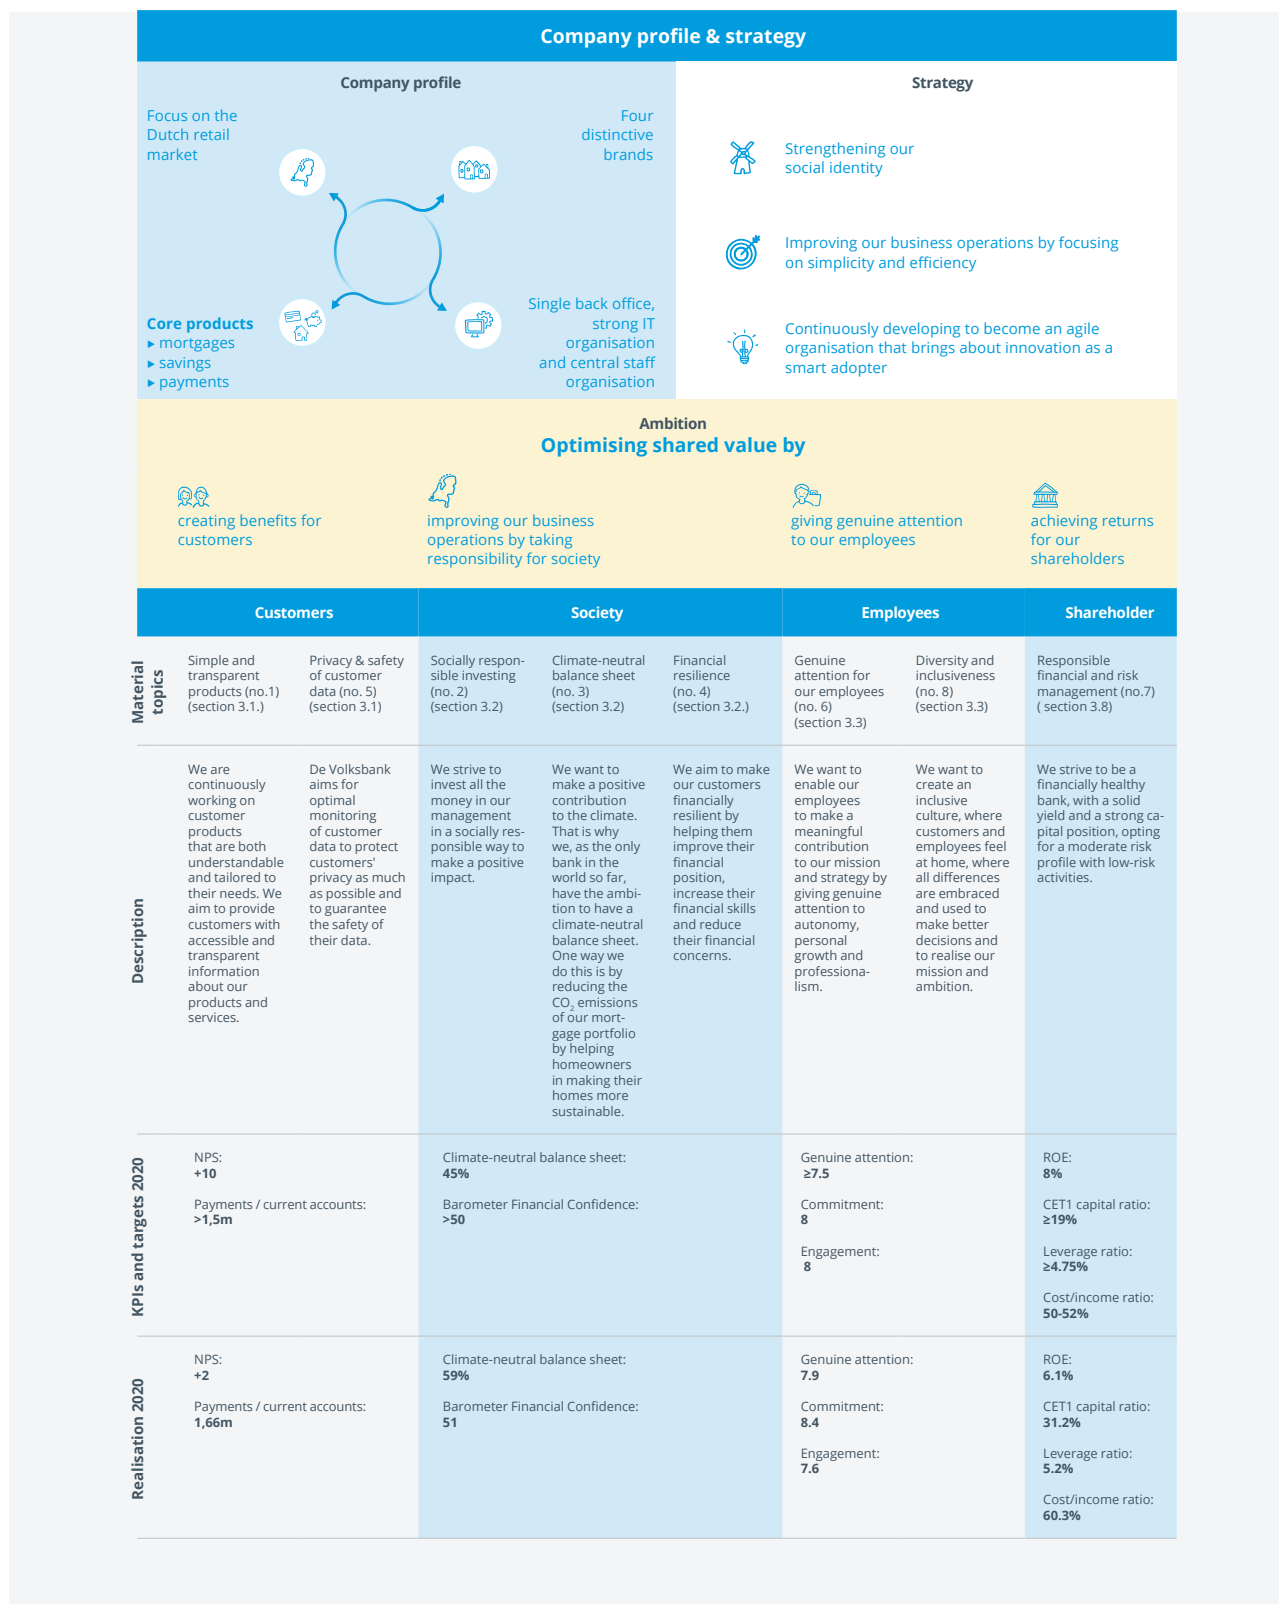 Company profile & strategy
Company profile
Focus on the
Dutch retail
market
Four
distinctive
brands
Core products
▸ mortgages
▸ savings
▸ payments
Single back office,
strong IT
organisation
and central staff
organisation
Strategy
Strengthening our
social identity
Improving our business operations by focusing
on simplicity and efficiency
Continuously developing to become an agile
organisation that brings about innovation as a
smart adopter
Ambition
Optimising shared value by
creating benefits for
customers
improving our business
operations by taking
responsibility for society
giving genuine attention
to our employees
achieving returns
for our
shareholders
Customers
Society
Employees
Shareholder
Material
topics
Simple and
transparent
products (no.1)
(section 3.1.)
Privacy & safety
of customer
data (no. 5)
(section 3.1)
Socially respon-
sible investing
(no. 2)
(section 3.2)
Climate-neutral
balance sheet
(no. 3)
(section 3.2)
Financial
resilience
(no. 4)
(section 3.2.)
Genuine
attention for
our employees
(no. 6)
(section 3.3)
Diversity and
inclusiveness
(no. 8)
(section 3.3)
Responsible
financial and risk
management (no.7)
( section 3.8)
Description
We are
continuously
working on
customer
products
that are both
understandable
and tailored to
their needs. We
aim to provide
customers with
accessible and
transparent
information
about our
products and
services.
De Volksbank
aims for
optimal
monitoring
of customer
data to protect
customers'
privacy as much
as possible and
to guarantee
the safety of
their data.
We strive to
invest all the
money in our
management
in a socially res-
ponsible way to
make a positive
impact.
We want to
make a positive
contribution
to the climate.
That is why
we, as the only
bank in the
world so far,
have the ambi-
tion to have a
climate-neutral
balance sheet.
One way we
do this is by
reducing the
CO₂ emissions
of our mort-
gage portfolio
by helping
homeowners
in making their
homes more
sustainable.
We aim to make
our customers
financially
resilient by
helping them
improve their
financial
position,
increase their
financial skills
and reduce
their financial
concerns.
We want to
enable our
employees
to make a
meaningful
contribution
to our mission
and strategy by
giving genuine
attention to
autonomy,
personal
growth and
professiona-
lism.
We want to
create an
inclusive
culture, where
customers and
employees feel
at home, where
all differences
are embraced
and used to
make better
decisions and
to realise our
mission and
ambition.
We strive to be a
financially healthy
bank, with a solid
yield and a strong ca-
pital position, opting
for a moderate risk
profile with low-risk
activities.
KPIs and targets 2020
NPS:
+10
Payments / current accounts:
>1,5m
Climate-neutral balance sheet:
45%
Barometer Financial Confidence:
>50
Genuine attention:
≥7.5
Commitment:
8
Engagement:
8
ROE:
8%
CET1 capital ratio:
≥19%
Leverage ratio:
≥4.75%
Cost/income ratio:
50-52%
Realisation 2020
NPS:
+2
Payments / current accounts:
1,66m
Climate-neutral balance sheet:
59%
Barometer Financial Confidence:
51
Genuine attention:
7.9
Commitment:
8.4
Engagement:
7.6
ROE:
6.1%
CET1 capital ratio:
31.2%
Leverage ratio:
5.2%
Cost/income ratio:
60.3%